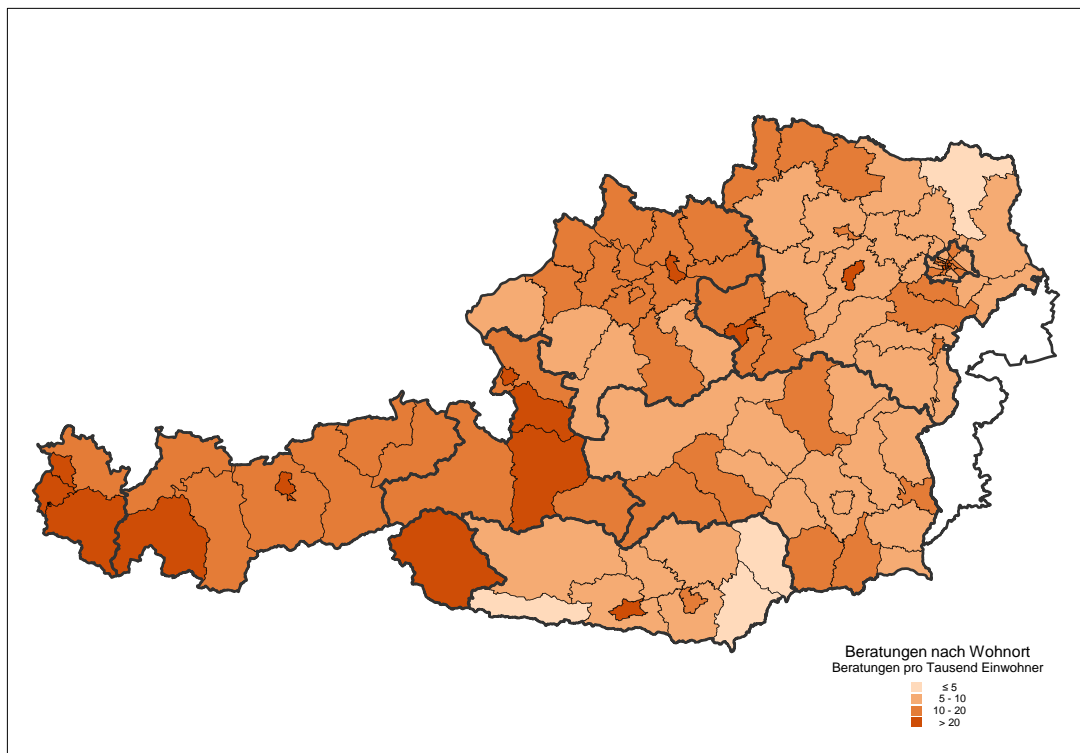 Beratungen nach Wohnort
Beratungen pro Tausend Einwohner
≤ 5
5 - 10
10 - 20
> 20